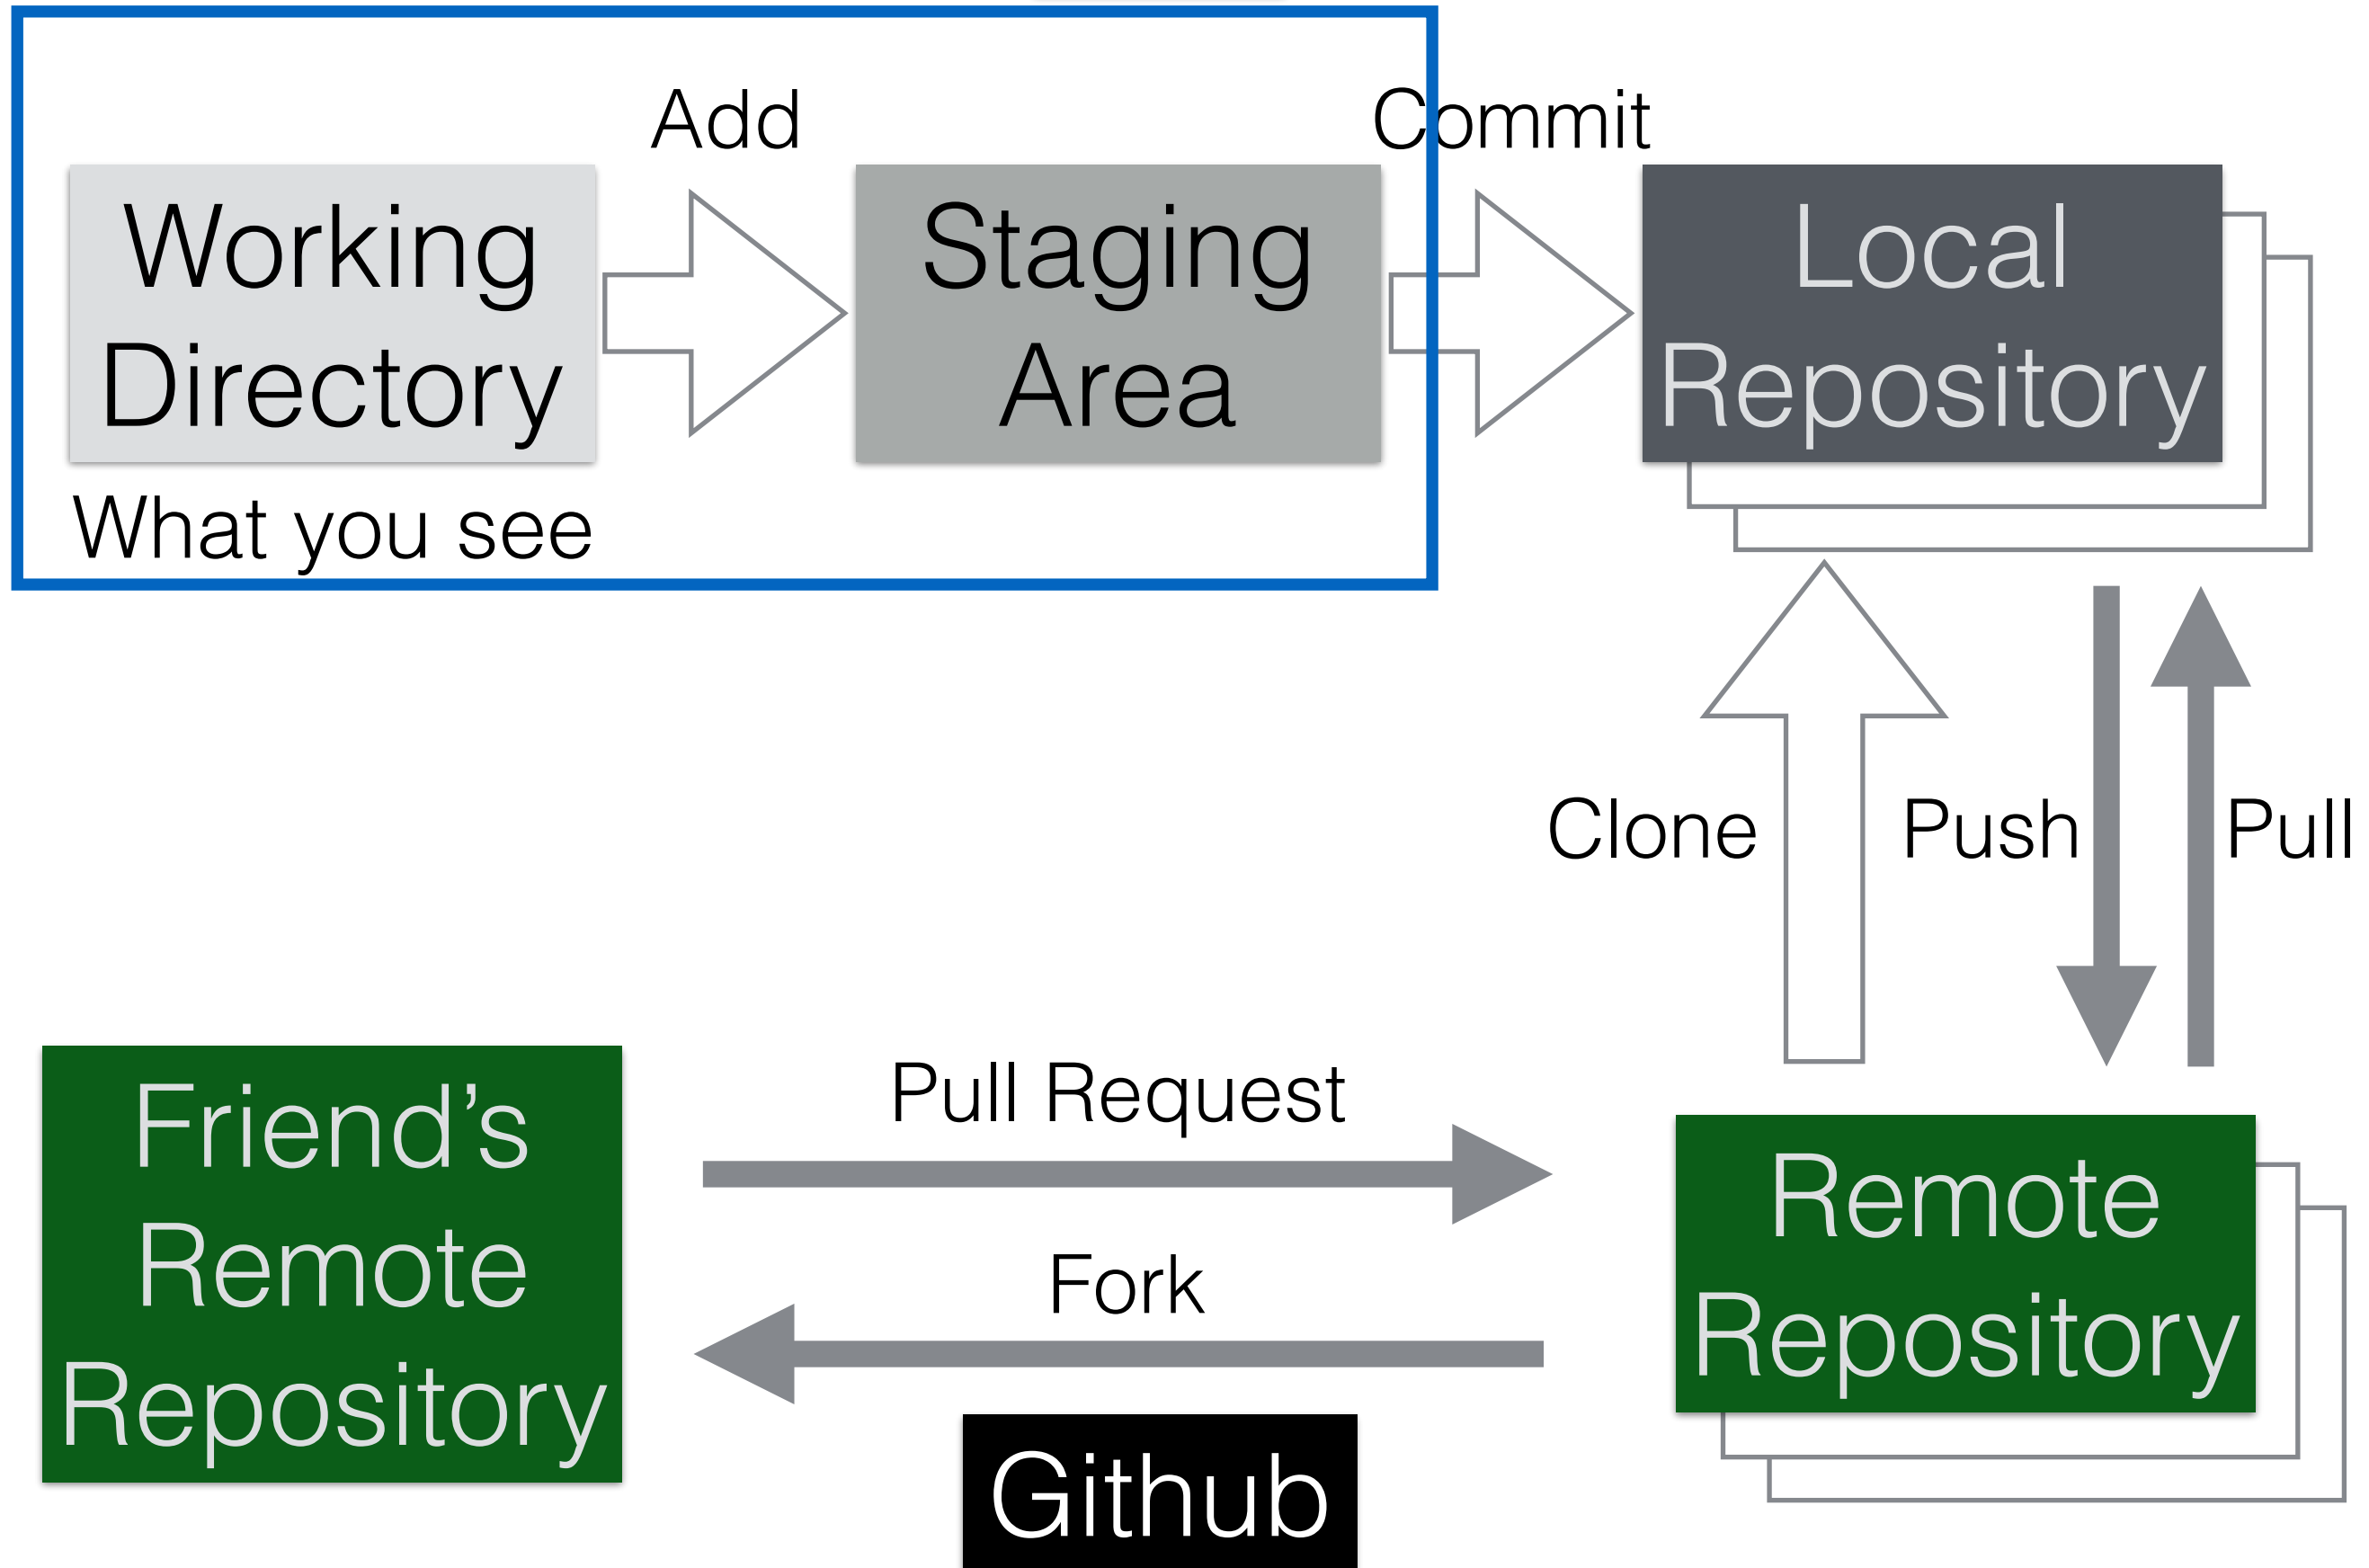 Add
Commit
Working
Directory
Staging
Area
Local
Repository
What you see
Clone
Push
Pull
Friend's
Remote
Repository
Pull Request
Fork
Remote
Repository
Github